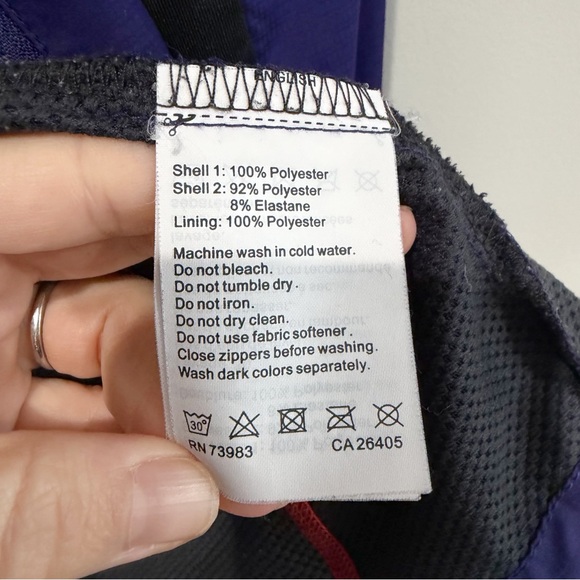 ENGLISH
Shell 1: 100% Polyester
Shell 2: 92% Polyester
8% Elastane
Lining: 100% Polyester
Machine wash in cold water.
Do not bleach.
Do not tumble dry.
Do not iron.
Do not dry clean.
Do not use fabric softener.
Close zippers before washing.
Wash dark colors separately.
30°
RN 73983 CA 26405